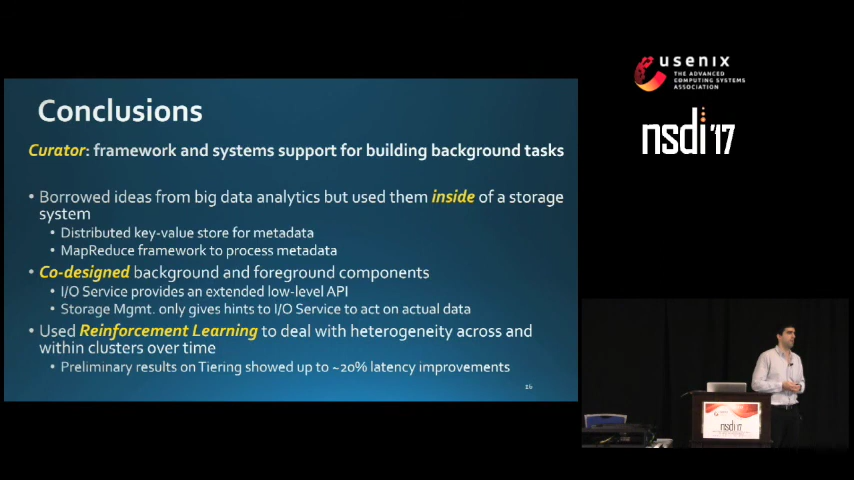 Conclusions
Curator: framework and systems support for building background tasks
• Borrowed ideas from big data analytics but used them inside of a storage
system
• Distributed key-value store for metadata
• MapReduce framework to process metadata
• Co-designed background and foreground components
• I/O Service provides an extended low-level API
• Storage Mgmt. only gives hints to I/O Service to act on actual data
• Used Reinforcement Learning to deal with heterogeneity across and
within clusters over time
• Preliminary results on Tiering showed up to ~20% latency improvements
26
usenix
THE ADVANCED
COMPUTING SYSTEMS
ASSOCIATION
nsdi '17
nsdi'17